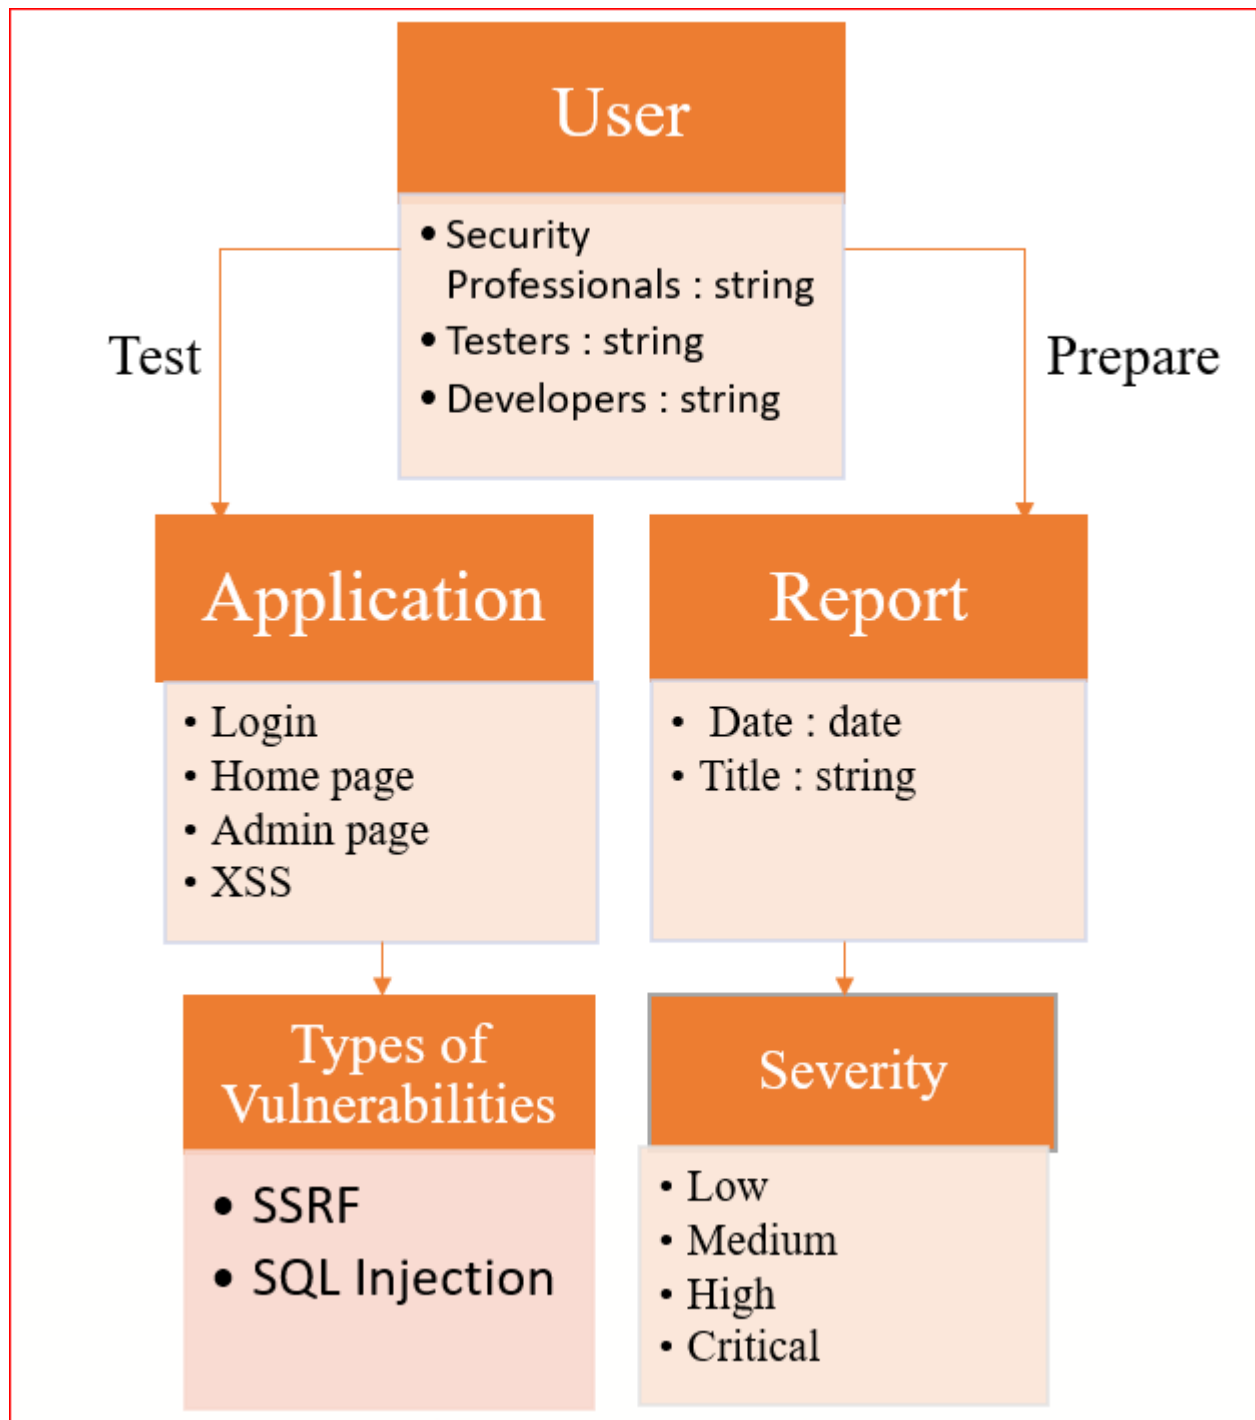 User
• Security
Professionals : string
• Testers : string
• Developers : string
Test
Prepare
Application
• Login
• Home page
• Admin page
• XSS
Report
• Date : date
• Title : string
Types of
Vulnerabilities
• SSRF
• SQL Injection
Severity
• Low
• Medium
• High
• Critical